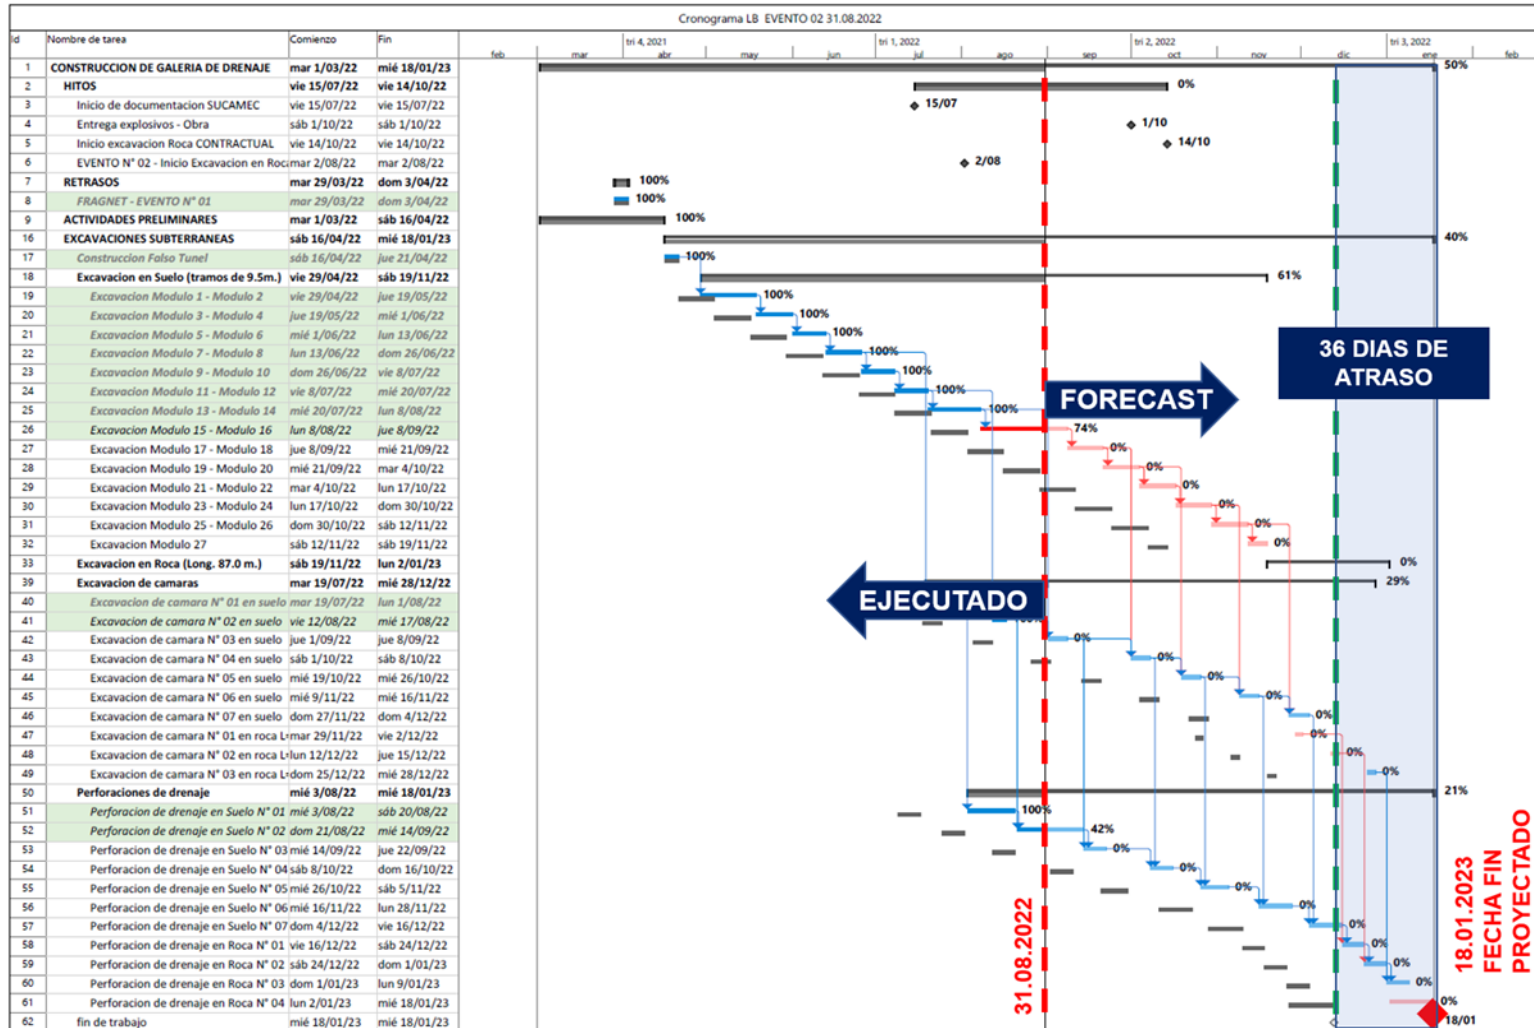 Cronograma LB EVENTO 02 31.08.2022
Id Nombre de tarea Comienzo Fin
tri 4, 2021 tri 1, 2022 tri 2, 2022 tri 3, 2022
feb mar abr may jun jul ago sep oct nov dic ene feb
1 CONSTRUCCION DE GALERIA DE DRENAJE mar 1/03/22 mié 18/01/23 50%
2 HITOS vie 15/07/22 vie 14/10/22 0%
3 Inicio de documentacion SUCAMEC vie 15/07/22 vie 15/07/22 15/07
4 Entrega explosivos - Obra sáb 1/10/22 sáb 1/10/22 1/10
5 Inicio excavacion Roca CONTRACTUAL vie 14/10/22 vie 14/10/22 14/10
6 EVENTO N° 02 - Inicio Excavacion en Roca mar 2/08/22 mar 2/08/22 2/08
7 RETRASOS mar 29/03/22 dom 3/04/22 100%
8 FRAGNET - EVENTO N° 01 mar 29/03/22 dom 3/04/22 100%
9 ACTIVIDADES PRELIMINARES mar 1/03/22 sáb 16/04/22 100%
16 EXCAVACIONES SUBTERRANEAS sáb 16/04/22 mié 18/01/23 40%
17 Construccion Falso Tunel sáb 16/04/22 jue 21/04/22 100%
18 Excavacion en Suelo (tramos de 9.5m.) vie 29/04/22 sáb 19/11/22 61%
19 Excavacion Modulo 1 - Modulo 2 vie 29/04/22 jue 19/05/22 100%
20 Excavacion Modulo 3 - Modulo 4 jue 19/05/22 mié 1/06/22 100%
21 Excavacion Modulo 5 - Modulo 6 mié 1/06/22 lun 13/06/22 100%
22 Excavacion Modulo 7 - Modulo 8 lun 13/06/22 dom 26/06/22 100%
23 Excavacion Modulo 9 - Modulo 10 dom 26/06/22 vie 8/07/22 100%
24 Excavacion Modulo 11 - Modulo 12 vie 8/07/22 mié 20/07/22 100%
25 Excavacion Modulo 13 - Modulo 14 mié 20/07/22 lun 8/08/22 100%
26 Excavacion Modulo 15 - Modulo 16 lun 8/08/22 jue 8/09/22 74%
27 Excavacion Modulo 17 - Modulo 18 jue 8/09/22 mié 21/09/22 0%
28 Excavacion Modulo 19 - Modulo 20 mié 21/09/22 mar 4/10/22 0%
29 Excavacion Modulo 21 - Modulo 22 mar 4/10/22 lun 17/10/22 0%
30 Excavacion Modulo 23 - Modulo 24 lun 17/10/22 dom 30/10/22 0%
31 Excavacion Modulo 25 - Modulo 26 dom 30/10/22 sáb 12/11/22 0%
32 Excavacion Modulo 27 sáb 12/11/22 sáb 19/11/22 0%
33 Excavacion en Roca (Long. 87.0 m.) sáb 19/11/22 lun 2/01/23 0%
39 Excavacion de camaras mar 19/07/22 mié 28/12/22 29%
40 Excavacion de camara N° 01 en suelo mar 19/07/22 lun 1/08/22
41 Excavacion de camara N° 02 en suelo vie 12/08/22 mié 17/08/22
42 Excavacion de camara N° 03 en suelo jue 1/09/22 jue 8/09/22 0%
43 Excavacion de camara N° 04 en suelo sáb 1/10/22 sáb 8/10/22 0%
44 Excavacion de camara N° 05 en suelo mié 19/10/22 mié 26/10/22 0%
45 Excavacion de camara N° 06 en suelo mié 9/11/22 mié 16/11/22 0%
46 Excavacion de camara N° 07 en suelo dom 27/11/22 dom 4/12/22 0%
47 Excavacion de camara N° 01 en roca L= mar 29/11/22 vie 2/12/22 0%
48 Excavacion de camara N° 02 en roca L= lun 12/12/22 jue 15/12/22 0%
49 Excavacion de camara N° 03 en roca L= dom 25/12/22 mié 28/12/22 0%
50 Perforaciones de drenaje mié 3/08/22 mié 18/01/23 21%
51 Perforacion de drenaje en Suelo N° 01 mié 3/08/22 sáb 20/08/22 100%
52 Perforacion de drenaje en Suelo N° 02 dom 21/08/22 mié 14/09/22 42%
53 Perforacion de drenaje en Suelo N° 03 mié 14/09/22 jue 22/09/22 0%
54 Perforacion de drenaje en Suelo N° 04 sáb 8/10/22 dom 16/10/22 0%
55 Perforacion de drenaje en Suelo N° 05 mié 26/10/22 sáb 5/11/22 0%
56 Perforacion de drenaje en Suelo N° 06 mié 16/11/22 lun 28/11/22 0%
57 Perforacion de drenaje en Suelo N° 07 dom 4/12/22 vie 16/12/22 0%
58 Perforacion de drenaje en Roca N° 01 vie 16/12/22 sáb 24/12/22 0%
59 Perforacion de drenaje en Roca N° 02 sáb 24/12/22 dom 1/01/23 0%
60 Perforacion de drenaje en Roca N° 03 dom 1/01/23 lun 9/01/23 0%
61 Perforacion de drenaje en Roca N° 04 lun 2/01/23 mié 18/01/23 0%
62 fin de trabajo mié 18/01/23 mié 18/01/23 18/01
36 DIAS DE
ATRASO
FORECAST
EJECUTADO
31.08.2022
18.01.2023
FECHA FIN
PROYECTADO